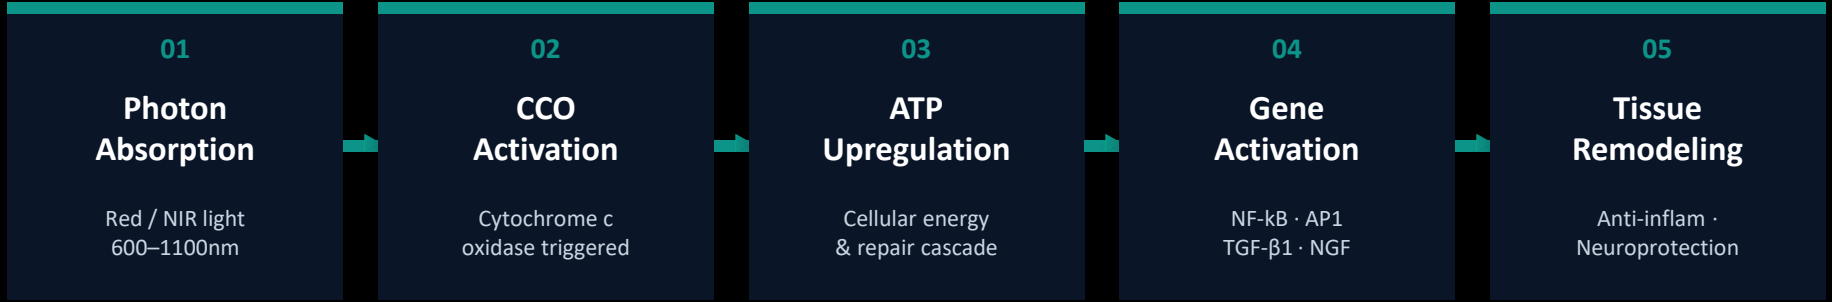 01
Photon
Absorption
Red / NIR light
600–1100nm
02
CCO
Activation
Cytochrome c
oxidase triggered
03
ATP
Upregulation
Cellular energy
& repair cascade
04
Gene
Activation
NF-kB · AP1
TGF-β1 · NGF
05
Tissue
Remodeling
Anti-inflam ·
Neuroprotection